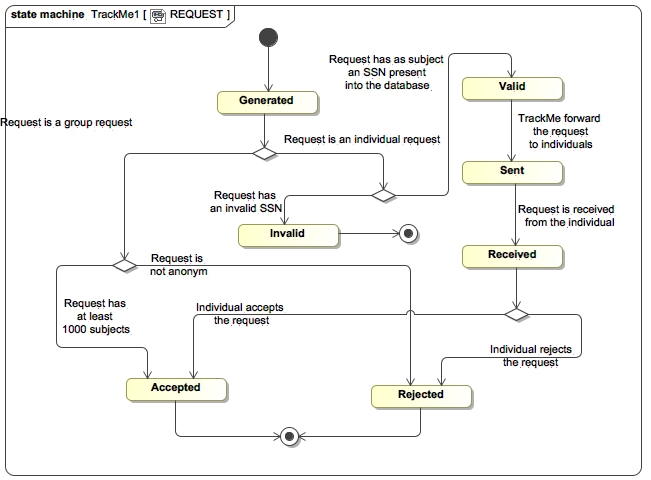 state machine TrackMe1 [ REQUEST ]
Request has as subject
an SSN present
into the database
Valid
Generated
Request is a group request
TrackMe forward
the request
to individuals
Request is an individual request
Sent
Request has
an invalid SSN
Request is received
from the individual
Invalid
Received
Request is
not anonym
Request has
at least
1000 subjects
Individual accepts
the request
Individual rejects
the request
Accepted
Rejected